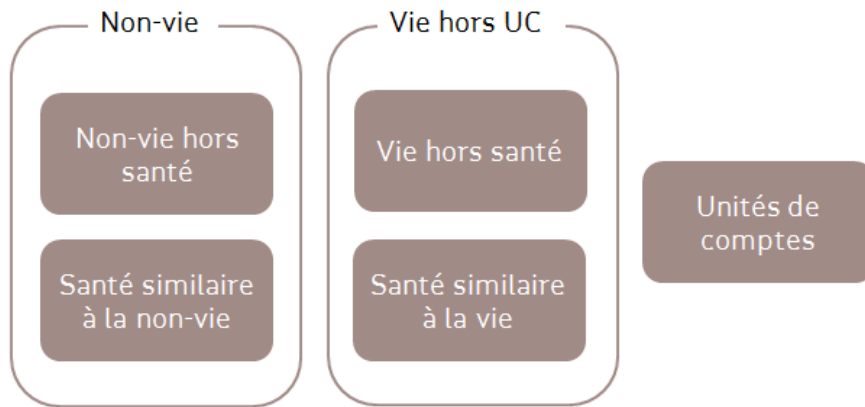 Non-vie
Vie hors UC
Non-vie hors
santé
Vie hors santé
Unités de
comptes
Santé similaire
à la non-vie
Santé similaire
à la vie